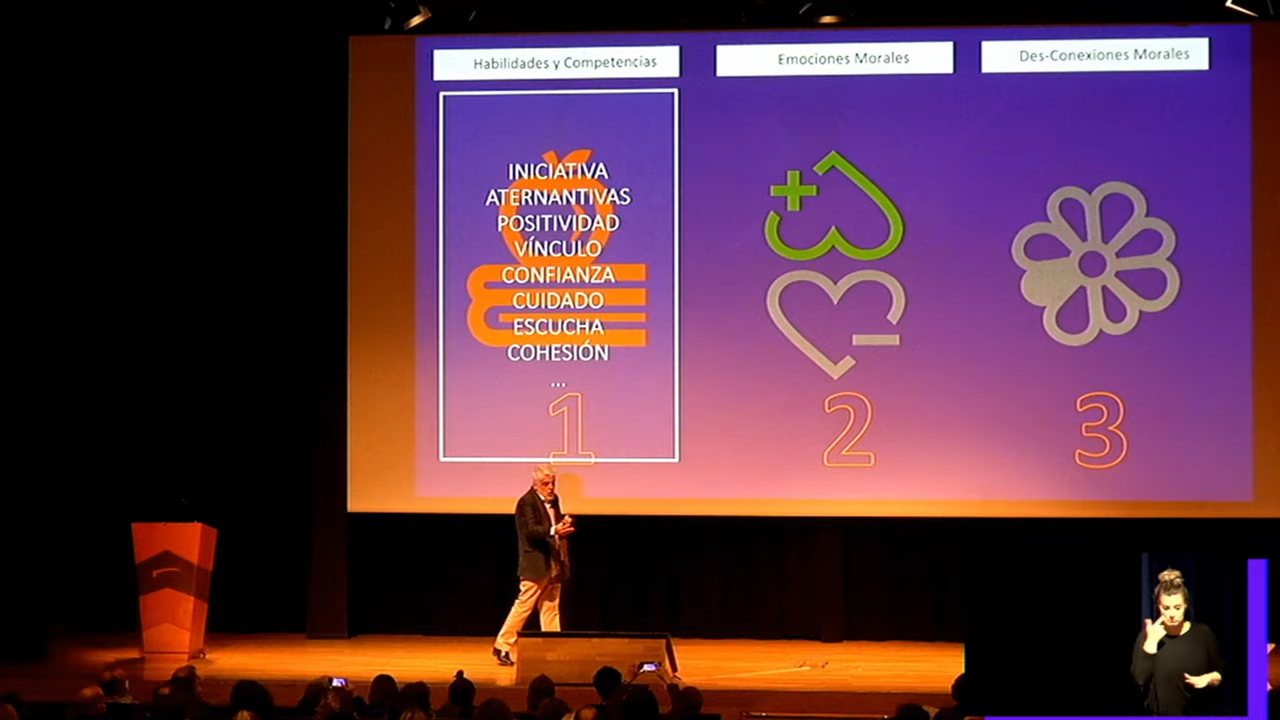 Habilidades y Competencias
INICIATIVA
ATERNANTIVAS
POSITIVIDAD
VÍNCULO
CONFIANZA
CUIDADO
ESCUCHA
COHESIÓN
...
1
Emociones Morales
2
Des-Conexiones Morales
3